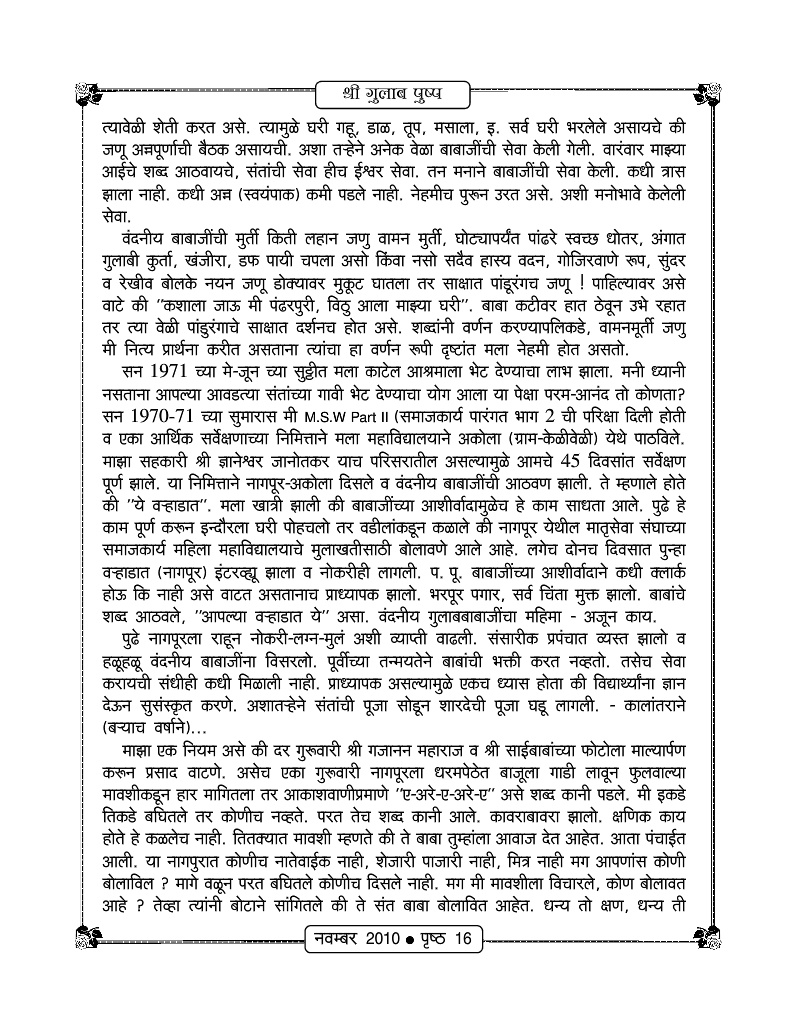 श्री गुलाब पुष्प
त्यावेळी शेती करत असे. त्यामुळे घरी गहू, डाळ, तूप, मसाला, इ. सर्व घरी भरलेले असायचे की
जणू अन्नपूर्णाची बैठक असायची. अशा तऱ्हेने अनेक वेळा बाबाजींची सेवा केली गेली. वारंवार माझ्या
आईचे शब्द आठवायचे, संतांची सेवा हीच ईश्वर सेवा. तन मनाने बाबाजींची सेवा केली. कधी त्रास
झाला नाही. कधी अन्न (स्वयंपाक) कमी पडले नाही. नेहमीच पुरून उरत असे. अशी मनोभावे केलेली
सेवा.
वंदनीय बाबाजींची मुर्ती किती लहान जणु वामन मुर्ती, घोट्यापर्यंत पांढरे स्वच्छ धोतर, अंगात
गुलाबी कुर्ता, खंजीरा, डफ पायी चपला असो किंवा नसो सदैव हास्य वदन, गोजिरवाणे रूप, सुंदर
व रेखीव बोलके नयन जणू डोक्यावर मुकूट घातला तर साक्षात पांडूरंगच जणू ! पाहिल्यावर असे
वाटे की "कशाला जाऊ मी पंढरपुरी, विठु आला माझ्या घरी". बाबा कटीवर हात ठेवून उभे रहात
तर त्या वेळी पांडुरंगाचे साक्षात दर्शनच होत असे. शब्दांनी वर्णन करण्यापलिकडे, वामनमूर्ती जणु
मी नित्य प्रार्थना करीत असताना त्यांचा हा वर्णन रूपी दृष्टांत मला नेहमी होत असतो.
सन 1971 च्या मे-जून च्या सुट्टीत मला काटेल आश्रमाला भेट देण्याचा लाभ झाला. मनी ध्यानी
नसताना आपल्या आवडत्या संतांच्या गावी भेट देण्याचा योग आला या पेक्षा परम-आनंद तो कोणता?
सन 1970-71 च्या सुमारास मी M.S.W Part II (समाजकार्य पारंगत भाग 2 ची परिक्षा दिली होती
व एका आर्थिक सर्वेक्षणाच्या निमित्ताने मला महाविद्यालयाने अकोला (ग्राम-केळीवेळी) येथे पाठविले.
माझा सहकारी श्री ज्ञानेश्वर जानोतकर याच परिसरातील असल्यामुळे आमचे 45 दिवसांत सर्वेक्षण
पूर्ण झाले. या निमित्ताने नागपूर-अकोला दिसले व वंदनीय बाबाजींची आठवण झाली. ते म्हणाले होते
की "ये वऱ्हाडात". मला खात्री झाली की बाबाजींच्या आशीर्वादामुळेच हे काम साधता आले. पुढे हे
काम पूर्ण करून इन्दौरला घरी पोहचलो तर वडीलांकडून कळाले की नागपूर येथील मातृसेवा संघाच्या
समाजकार्य महिला महाविद्यालयाचे मुलाखतीसाठी बोलावणे आले आहे. लगेच दोनच दिवसात पुन्हा
वऱ्हाडात (नागपूर) इंटरव्ह्यू झाला व नोकरीही लागली. प. पू. बाबाजींच्या आशीर्वादाने कधी क्लार्क
होऊ कि नाही असे वाटत असतानाच प्राध्यापक झालो. भरपूर पगार, सर्व चिंता मुक्त झालो. बाबांचे
शब्द आठवले, "आपल्या वऱ्हाडात ये" असा. वंदनीय गुलाबबाबाजींचा महिमा - अजून काय.
पुढे नागपूरला राहून नोकरी-लग्न-मुलं अशी व्याप्ती वाढली. संसारीक प्रपंचात व्यस्त झालो व
हळूहळू वंदनीय बाबाजींना विसरलो. पूर्वीच्या तन्मयतेने बाबांची भक्ती करत नव्हतो. तसेच सेवा
करायची संधीही कधी मिळाली नाही. प्राध्यापक असल्यामुळे एकच ध्यास होता की विद्यार्थ्यांना ज्ञान
देऊन सुसंस्कृत करणे. अशातऱ्हेने संतांची पूजा सोडून शारदेची पूजा घडू लागली. - कालांतराने
(बऱ्याच वर्षाने)...
माझा एक नियम असे की दर गुरूवारी श्री गजानन महाराज व श्री साईबाबांच्या फोटोला माल्यार्पण
करून प्रसाद वाटणे. असेच एका गुरूवारी नागपूरला धरमपेठेत बाजूला गाडी लावून फुलवाल्या
मावशीकडून हार मागितला तर आकाशवाणीप्रमाणे "ए-अरे-ए-अरे-ए" असे शब्द कानी पडले. मी इकडे
तिकडे बघितले तर कोणीच नव्हते. परत तेच शब्द कानी आले. कावराबावरा झालो. क्षणिक काय
होते हे कळलेच नाही. तितक्यात मावशी म्हणते की ते बाबा तुम्हांला आवाज देत आहेत. आता पंचाईत
आली. या नागपुरात कोणीच नातेवाईक नाही, शेजारी पाजारी नाही, मित्र नाही मग आपणांस कोणी
बोलाविल ? मागे वळून परत बघितले कोणीच दिसले नाही. मग मी मावशीला विचारले, कोण बोलावत
आहे ? तेव्हा त्यांनी बोटाने सांगितले की ते संत बाबा बोलावित आहेत. धन्य तो क्षण, धन्य ती
नवम्बर 2010 ● पृष्ठ 16